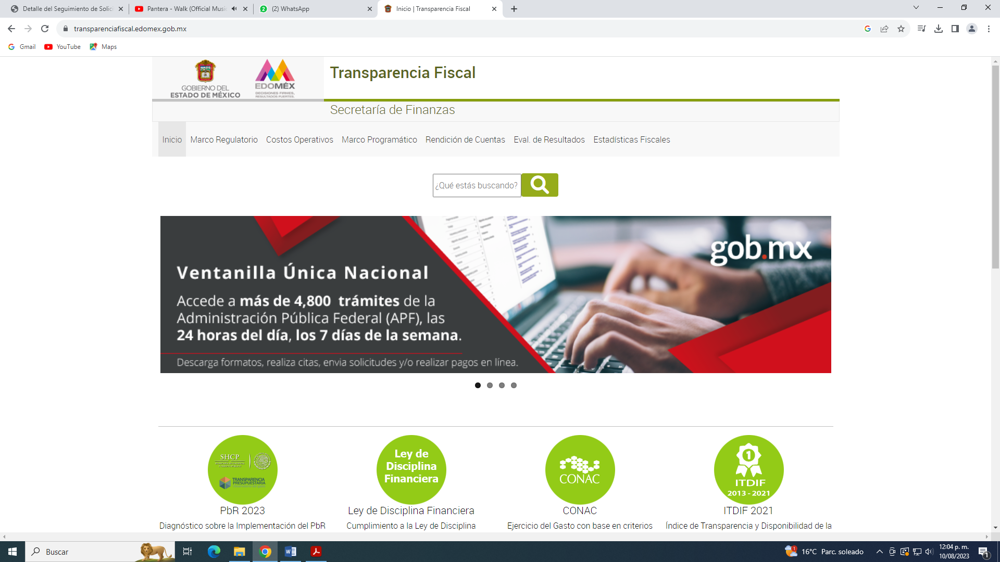 Detalle del Seguimiento de Solici
Pantera - Walk (Official Music
(2) WhatsApp
Inicio | Transparencia Fiscal
transparenciafiscal.edomex.gob.mx
Gmail
YouTube
Maps
GOBIERNO DEL
ESTADO DE MÉXICO
EDOMÉX
DECISIONES FIRMES,
RESULTADOS FUERTES.
Transparencia Fiscal
Secretaría de Finanzas
Inicio Marco Regulatorio Costos Operativos Marco Programático Rendición de Cuentas Eval. de Resultados Estadísticas Fiscales
¿Qué estás buscando?
gob.mx
Ventanilla Única Nacional
Accede a más de 4,800 trámites de la
Administración Pública Federal (APF), las
24 horas del día, los 7 días de la semana.
Descarga formatos, realiza citas, envia solicitudes y/o realizar pagos en línea.
SHCP
TRANSPARENCIA
PRESUPUESTARIA
Ley de
Disciplina
Financiera
CONAC
1
ITDIF
2013 - 2021
PbR 2023
Ley de Disciplina Financiera
CONAC
ITDIF 2021
Diagnóstico sobre la Implementación del PbR
Cumplimiento a la Ley de Disciplina
Ejercicio del Gasto con base en criterios
Índice de Transparencia y Disponibilidad de la
Buscar
1
16°C Parc. soleado
12:04 p. m.
10/08/2023
1